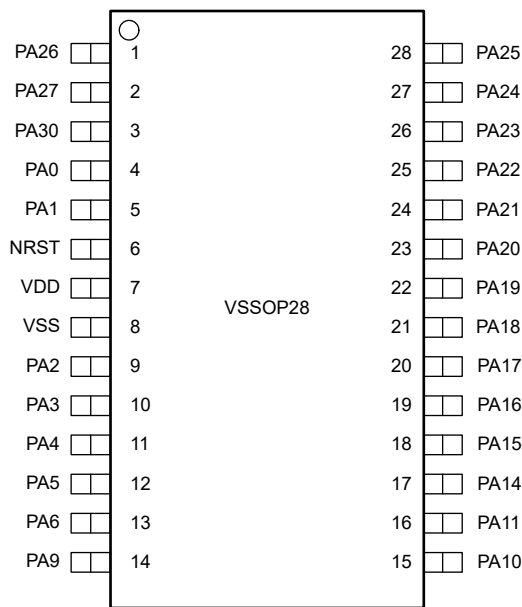 PA26 1 28 PA25
PA27 2 27 PA24
PA30 3 26 PA23
PA0 4 25 PA22
PA1 5 24 PA21
NRST 6 23 PA20
VDD 7 22 PA19
VSSOP28
VSS 8 21 PA18
PA2 9 20 PA17
PA3 10 19 PA16
PA4 11 18 PA15
PA5 12 17 PA14
PA6 13 16 PA11
PA9 14 15 PA10